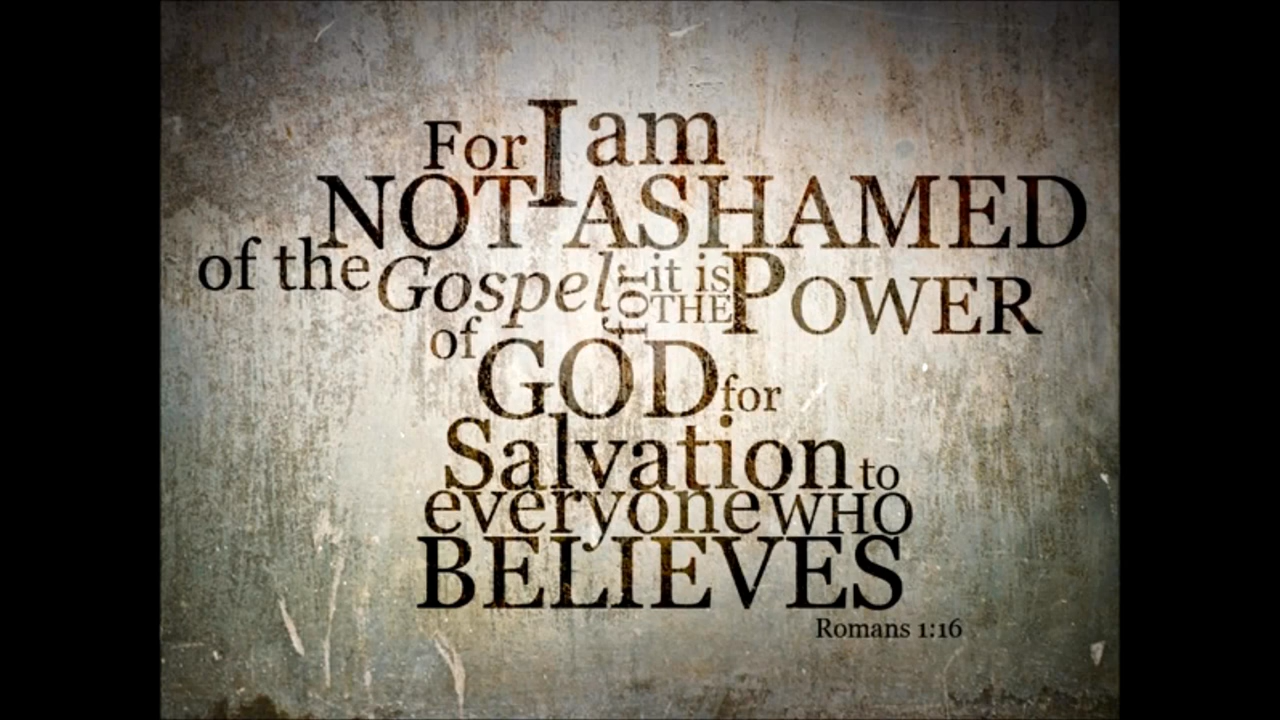 For I am
NOT ASHAMED
of the Gospel for it is THE POWER
of GOD for
Salvation to
everyone WHO
BELIEVES
Romans 1:16